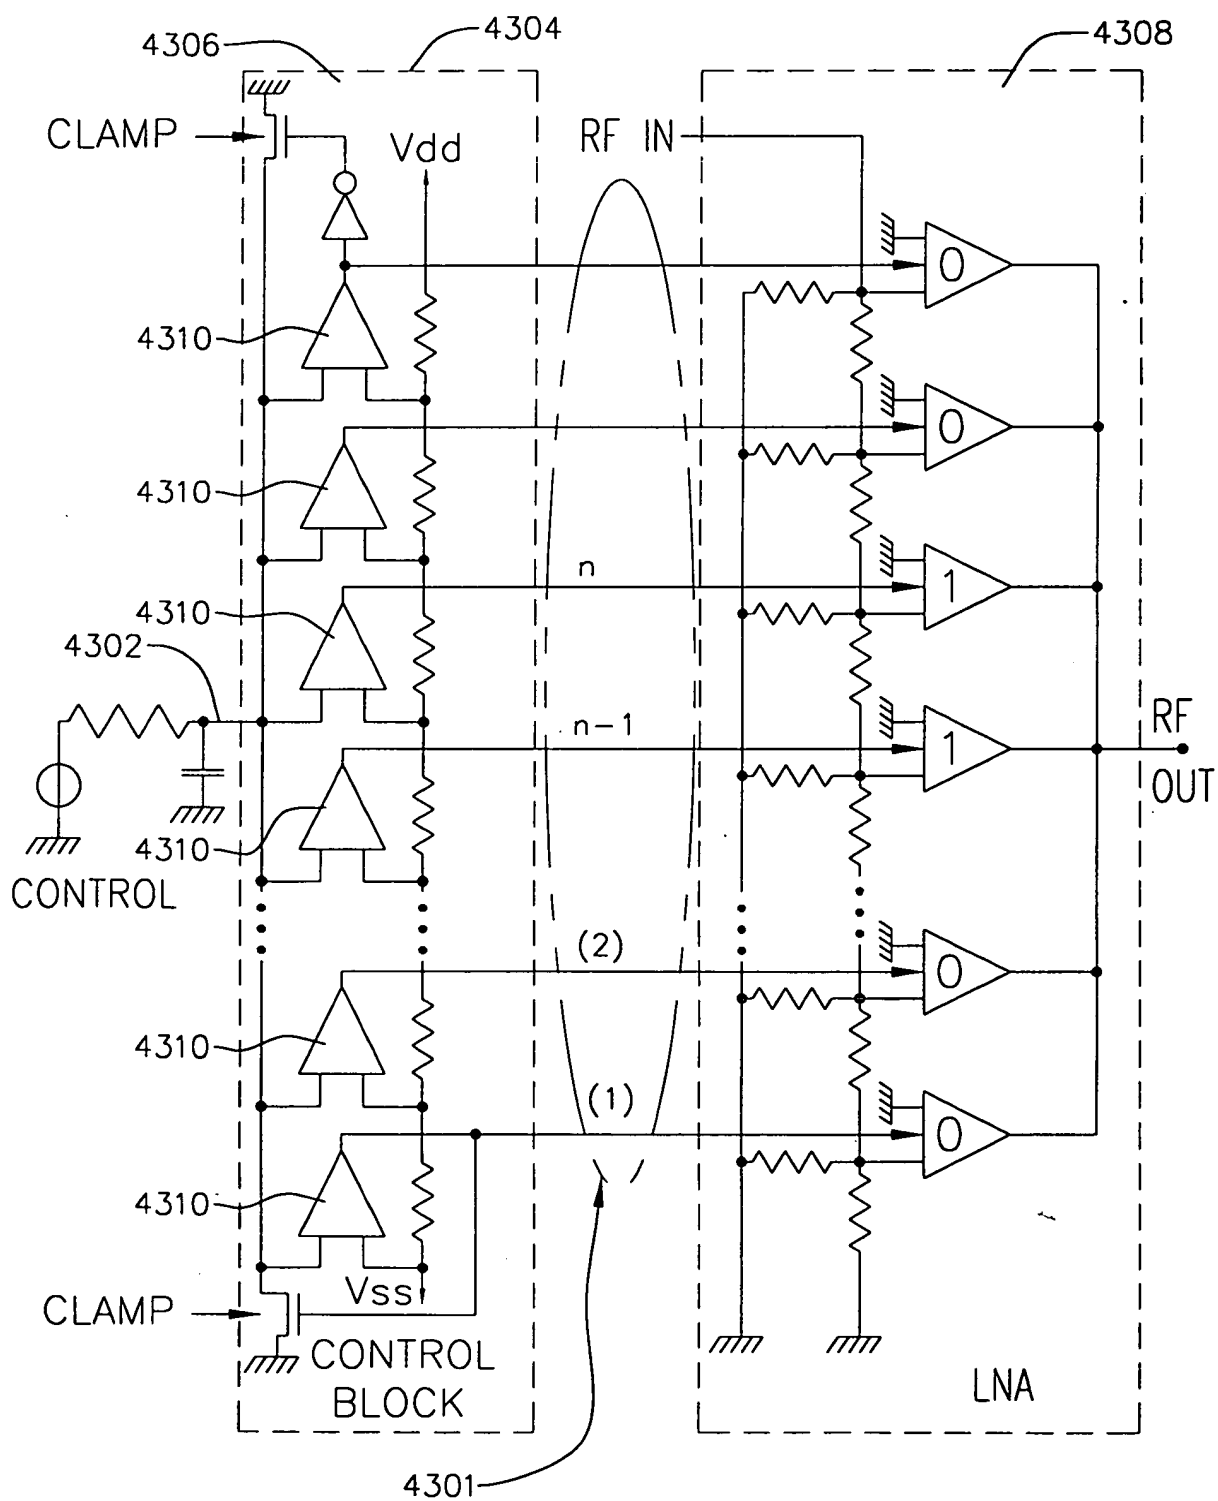 4306
4304
4308
CLAMP
Vdd
RF IN
0
4310
0
4310
n
1
4310
4302
n-1
1
RF
OUT
4310
CONTROL
(2)
0
4310
(1)
0
4310
Vss
CLAMP
CONTROL
BLOCK
LNA
4301